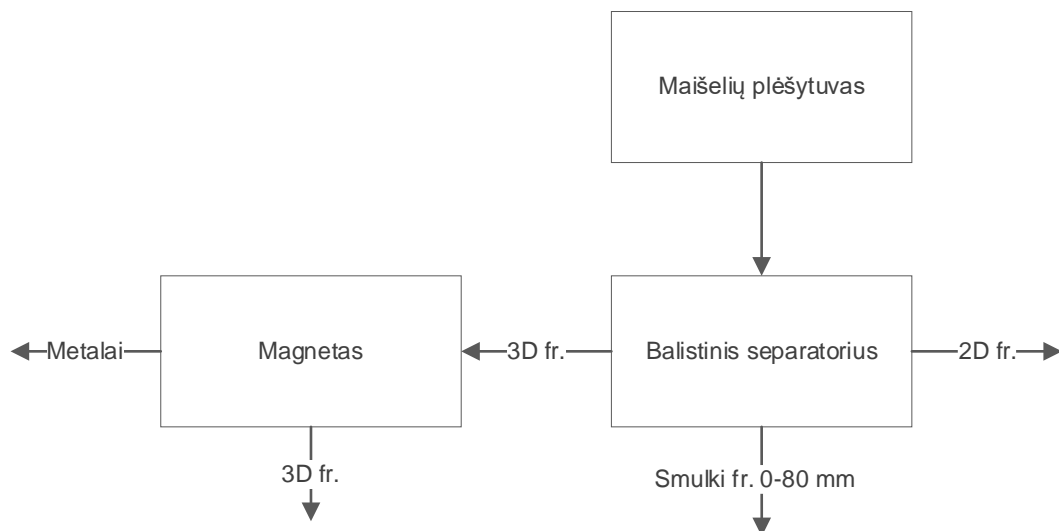 Maišelių plėšytuvas
Metalai
Magnetas
3D fr.
Balistinis separatorius
2D fr.
3D fr.
Smulki fr. 0-80 mm